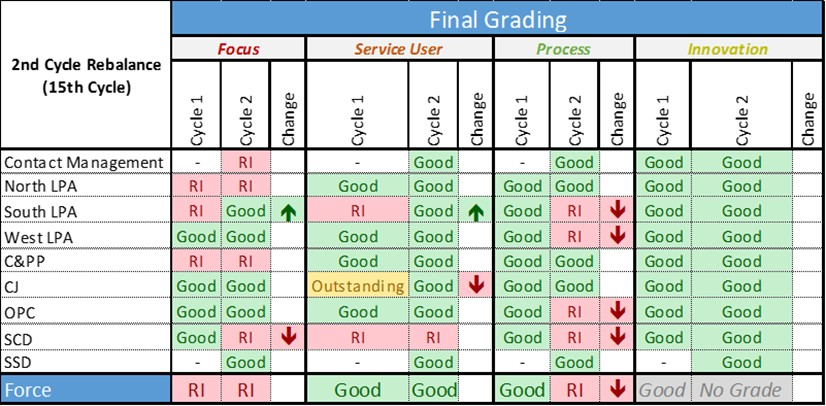 Final Grading
2nd Cycle Rebalance
(15th Cycle)
Focus Service User Process Innovation
Cycle 1 Cycle 2 Change Cycle 1 Cycle 2 Change Cycle 1 Cycle 2 Change Cycle 1 Cycle 2 Change
Contact Management - RI - Good - Good Good Good
North LPA RI RI Good Good Good Good Good Good
South LPA RI Good RI Good Good RI Good Good
West LPA Good Good Good Good Good RI Good Good
C&PP RI RI Good Good Good Good Good Good
CJ Good Good Outstanding Good Good Good Good Good
OPC Good Good Good Good Good RI Good Good
SCD Good RI RI RI Good RI Good Good
SSD - Good - Good - Good - Good
Force RI RI Good Good Good RI Good No Grade